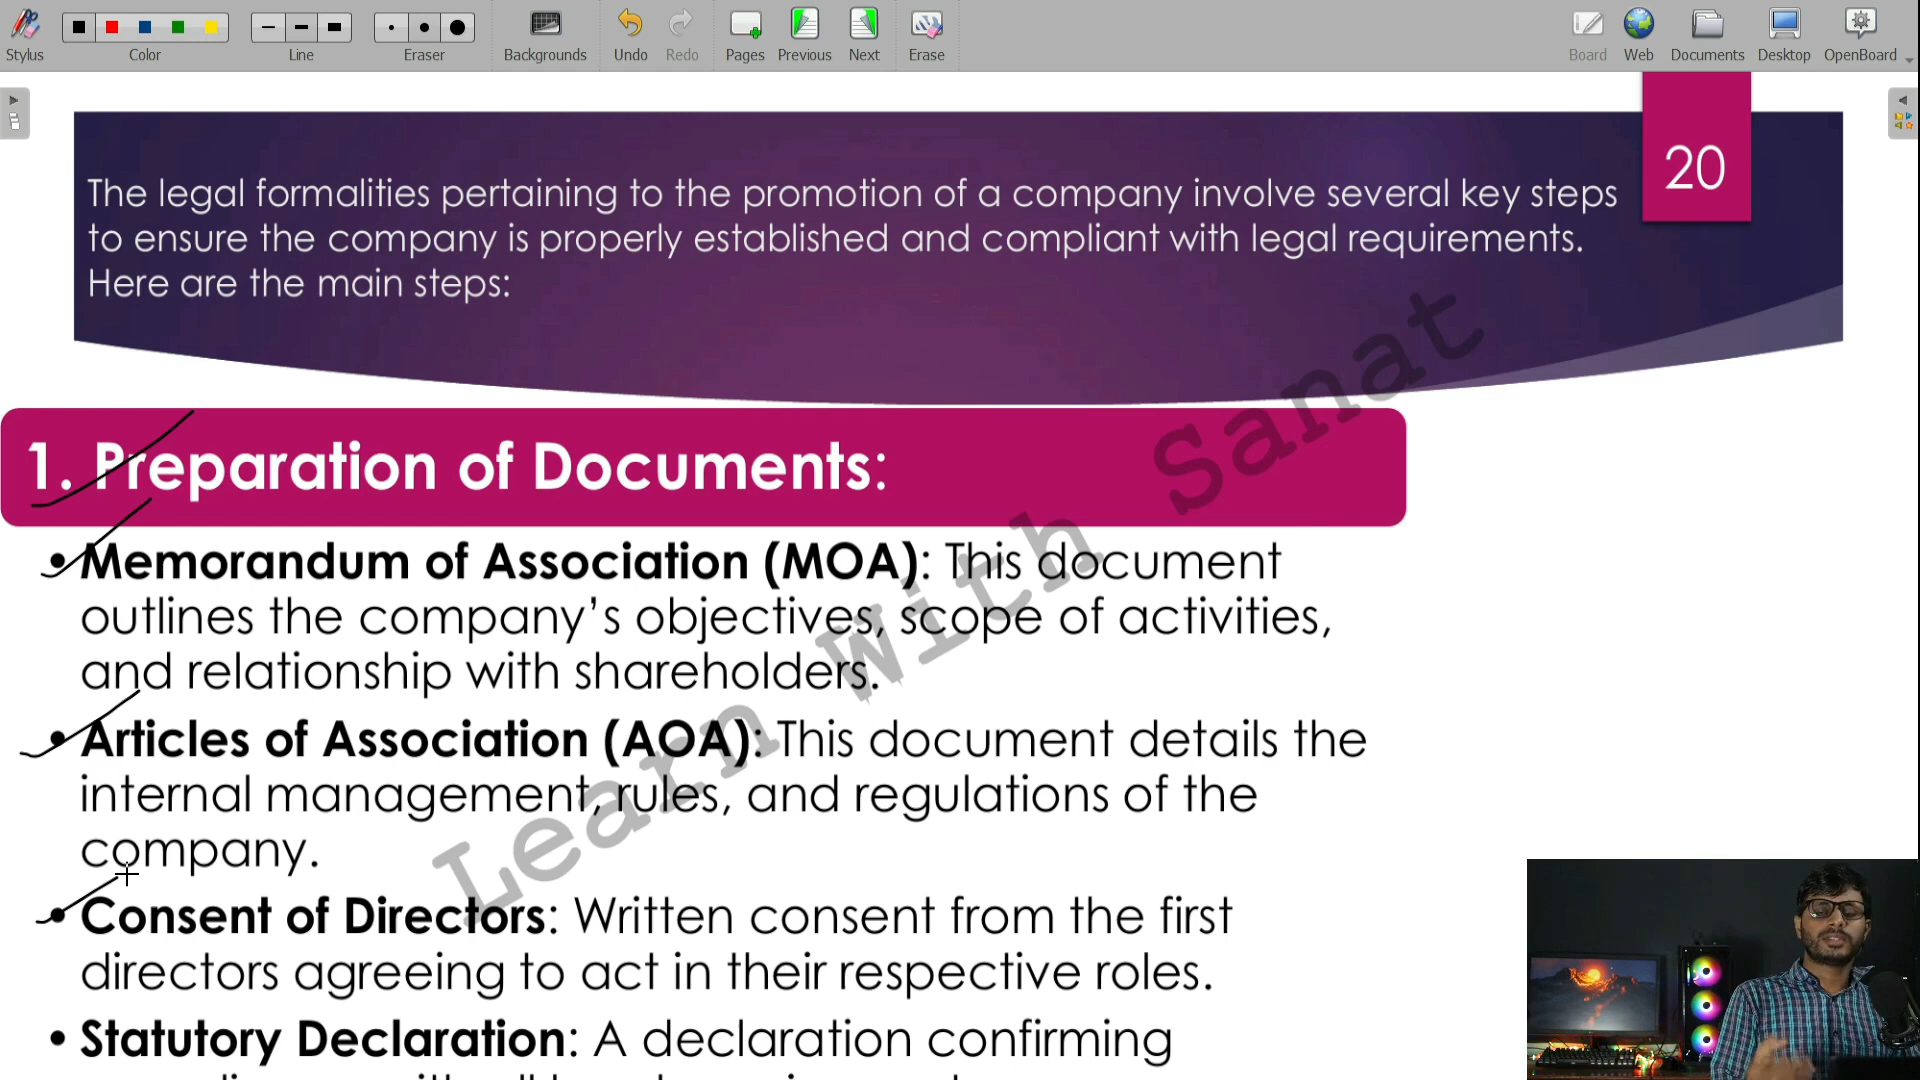 Stylus
Color
Line
Eraser
Backgrounds
Undo
Redo
Pages
Previous
Next
Erase
Board
Web
Documents
Desktop
OpenBoard
20
The legal formalities pertaining to the promotion of a company involve several key steps
to ensure the company is properly established and compliant with legal requirements.
Here are the main steps:
1. Preparation of Documents:
• Memorandum of Association (MOA): This document
outlines the company’s objectives, scope of activities,
and relationship with shareholders.
• Articles of Association (AOA): This document details the
internal management, rules, and regulations of the
company.
• Consent of Directors: Written consent from the first
directors agreeing to act in their respective roles.
• Statutory Declaration: A declaration confirming
Learn With Sanat